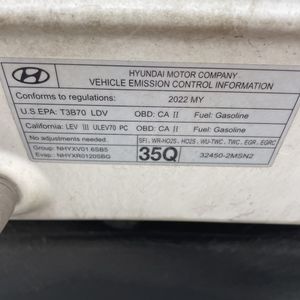 HYUNDAI MOTOR COMPANY
VEHICLE EMISSION CONTROL INFORMATION
Conforms to regulations: 2022 MY
U.S.EPA: T3B70 LDV OBD: CA II Fuel: Gasoline
California: LEV III ULEV70 PC OBD: CA II Fuel: Gasoline
No adjustments needed. SFI, WR-HO2S, HO2S, WU-TWC, TWC, EGR, EGRC
Group: NHYXV01.6SB5
Evap: NHYXR0120SBG
35Q
32450-2MSN2